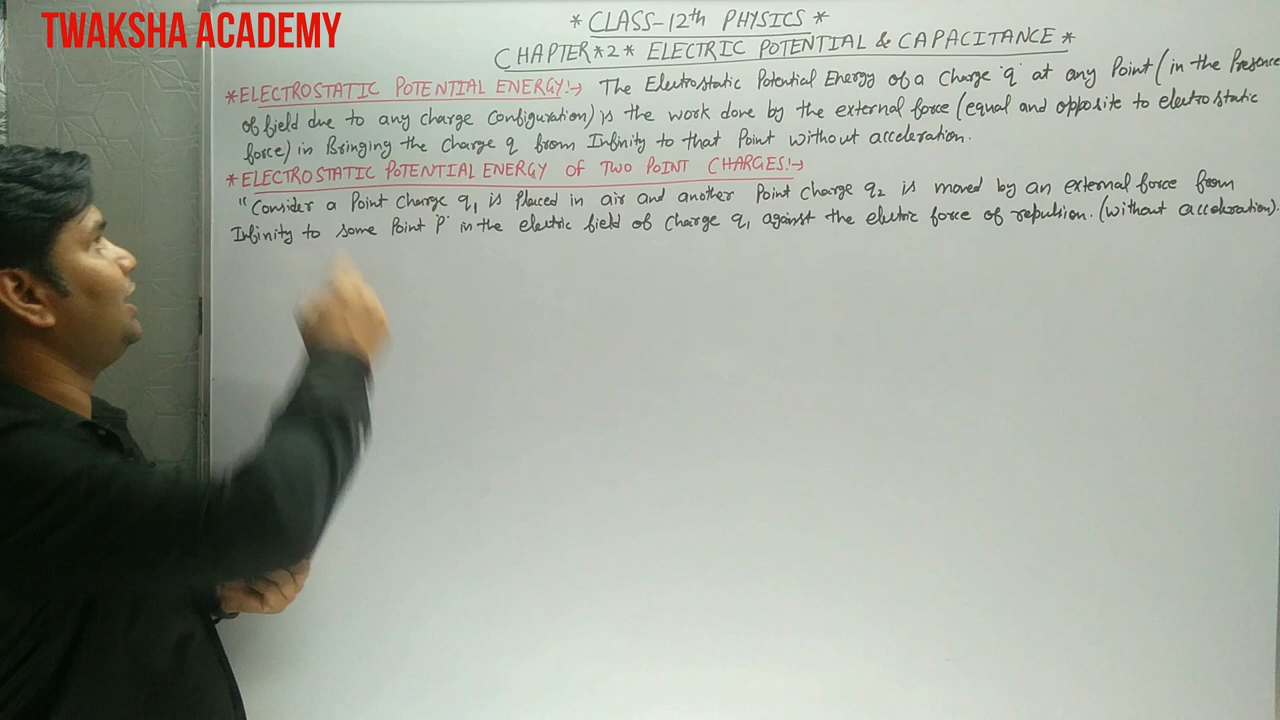 TWAKSHA ACADEMY
* CLASS-12th PHYSICS *
CHAPTER*2* ELECTRIC POTENTIAL & CAPACITANCE *
*ELECTROSTATIC POTENTIAL ENERGY:→ The Electrostatic Potential Energy of a Charge 'q' at any Point (in the Presence
of field due to any charge configuration) is the work done by the external force (equal and opposite to electrostatic
force) in Bringing the Charge q from Infinity to that Point without acceleration.
*ELECTROSTATIC POTENTIAL ENERGY OF TWO POINT CHARGES:→
"Consider a Point Charge q₁ is Placed in air and another Point Charge q₂ is moved by an external force from
Infinity to some Point 'P' in the electric field of Charge q₁ against the electric force of repulsion. (without acceleration).